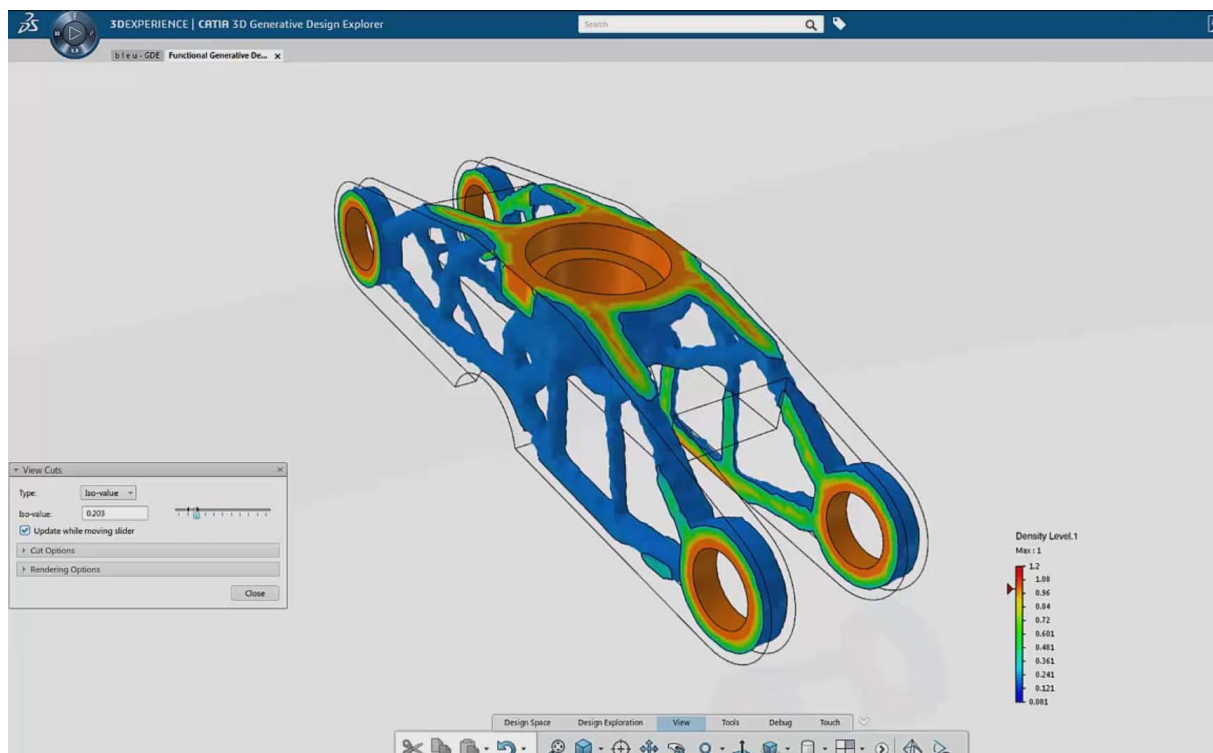 3DEXPERIENCE | CATIA 3D Generative Design Explorer
Search
b l e u - GDE
Functional Generative De...
View Cuts
Type: Iso-value
Iso-value: 0.203
Update while moving slider
Cut Options
Rendering Options
Close
Density Level.1
Max : 1
1.2
1.08
0.96
0.84
0.72
0.601
0.481
0.361
0.241
0.121
0.001
Design Space Design Exploration View Tools Debug Touch